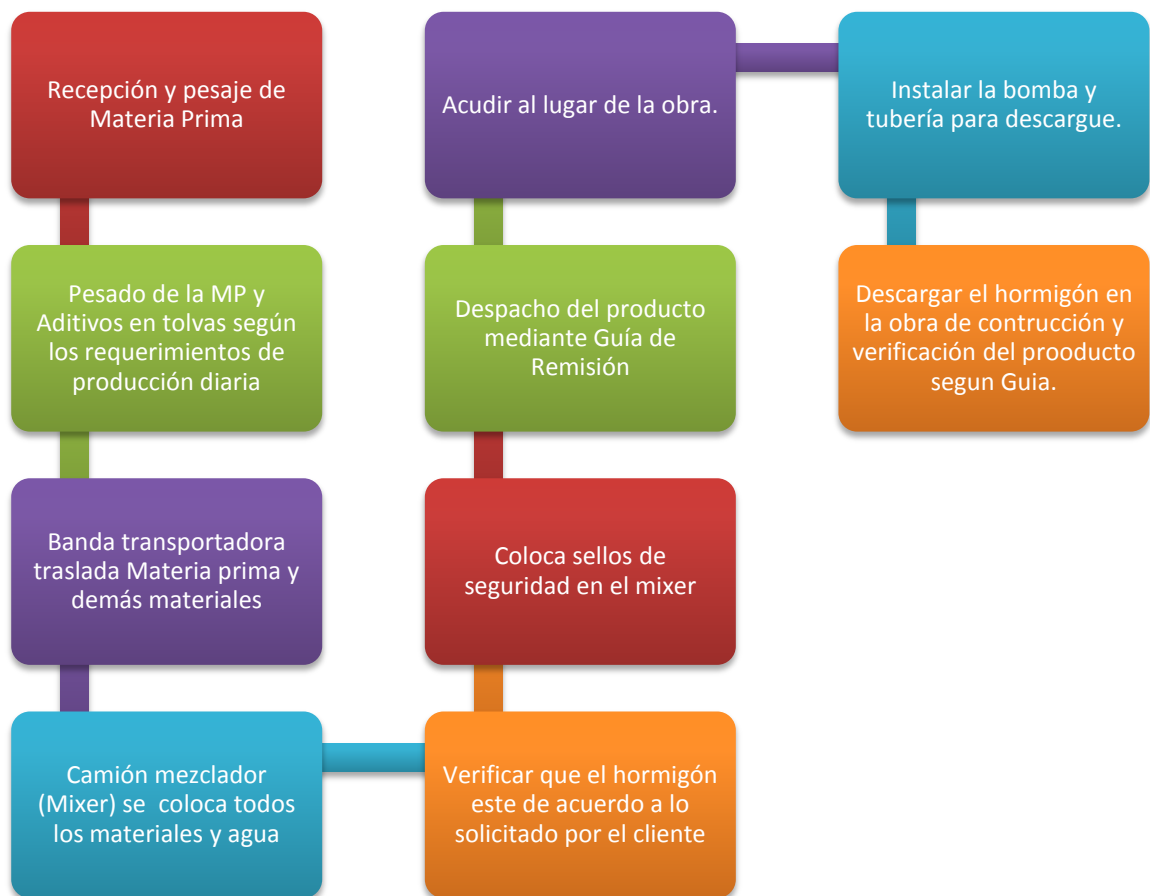 Recepción y pesaje de
Materia Prima
Pesado de la MP y
Aditivos en tolvas según
los requerimientos de
producción diaria
Banda transportadora
traslada Materia prima y
demás materiales
Camión mezclador
(Mixer) se coloca todos
los materiales y agua
Verificar que el hormigón
este de acuerdo a lo
solicitado por el cliente
Coloca sellos de
seguridad en el mixer
Despacho del producto
mediante Guía de
Remisión
Acudir al lugar de la obra.
Instalar la bomba y
tubería para descargue.
Descargar el hormigón en
la obra de contrucción y
verificación del prooducto
segun Guia.